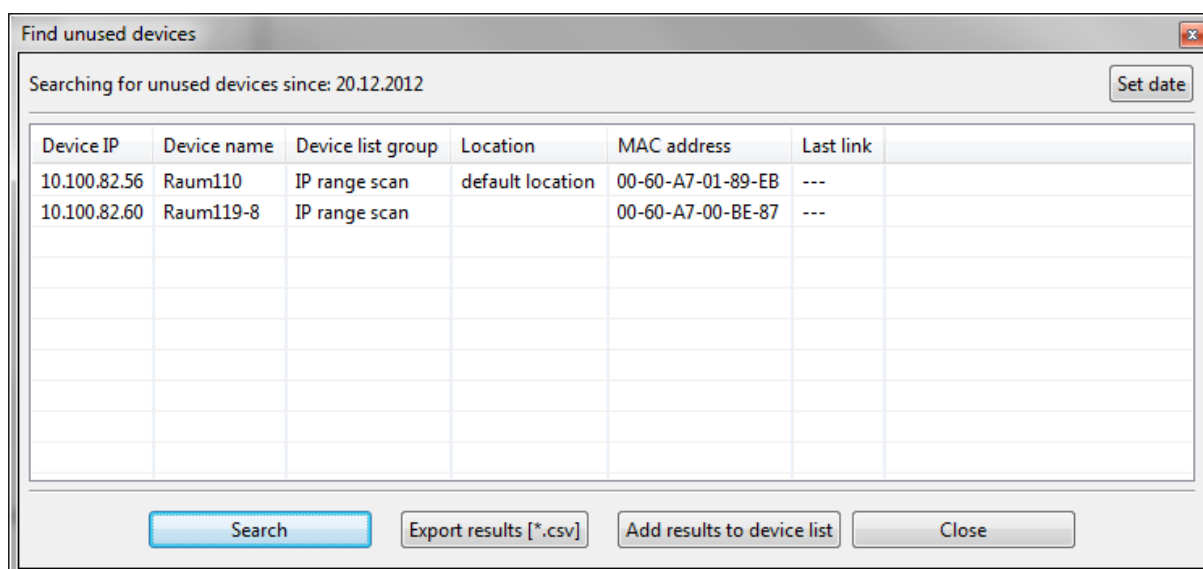 Find unused devices
Searching for unused devices since: 20.12.2012 Set date
Device IP Device name Device list group Location MAC address Last link
10.100.82.56 Raum110 IP range scan default location 00-60-A7-01-89-EB ---
10.100.82.60 Raum119-8 IP range scan 00-60-A7-00-BE-87 ---
Search Export results [*.csv] Add results to device list Close